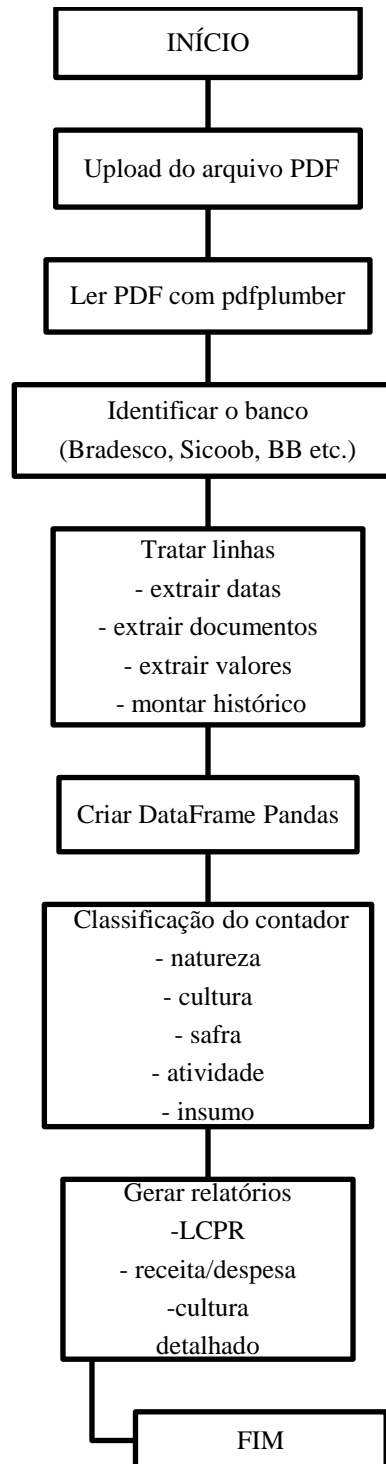 INÍCIO
Upload do arquivo PDF
Ler PDF com pdfplumber
Identificar o banco
(Bradesco, Sicoob, BB etc.)
Tratar linhas
- extrair datas
- extrair documentos
- extrair valores
- montar histórico
Criar DataFrame Pandas
Classificação do contador
- natureza
- cultura
- safra
- atividade
- insumo
Gerar relatórios
-LCPR
- receita/despesa
-cultura
detalhado
FIM